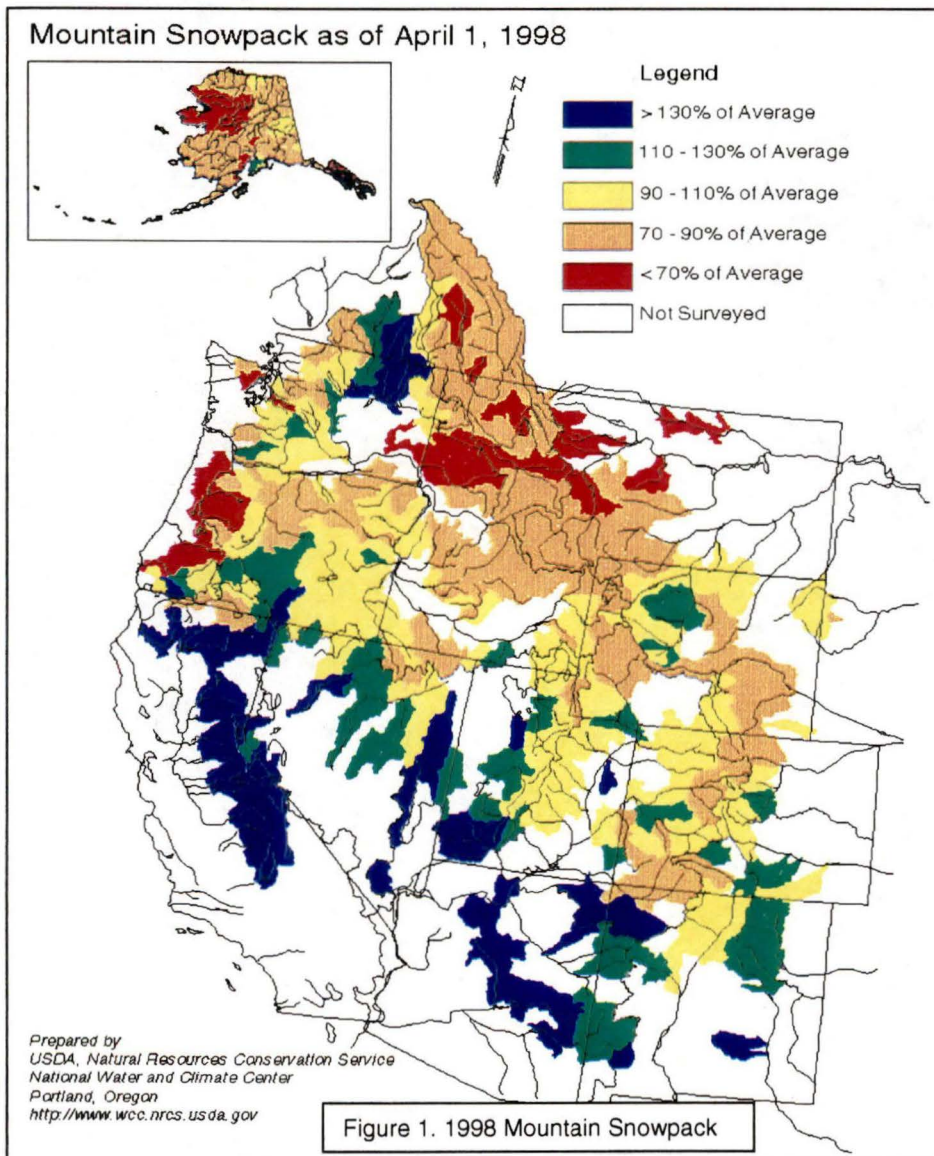 Mountain Snowpack as of April 1, 1998
Legend
> 130% of Average
110 - 130% of Average
90 - 110% of Average
70 - 90% of Average
< 70% of Average
Not Surveyed
Prepared by
USDA, Natural Resources Conservation Service
National Water and Climate Center
Portland, Oregon
http://www.wcc.nrcs.usda.gov
Figure 1. 1998 Mountain Snowpack